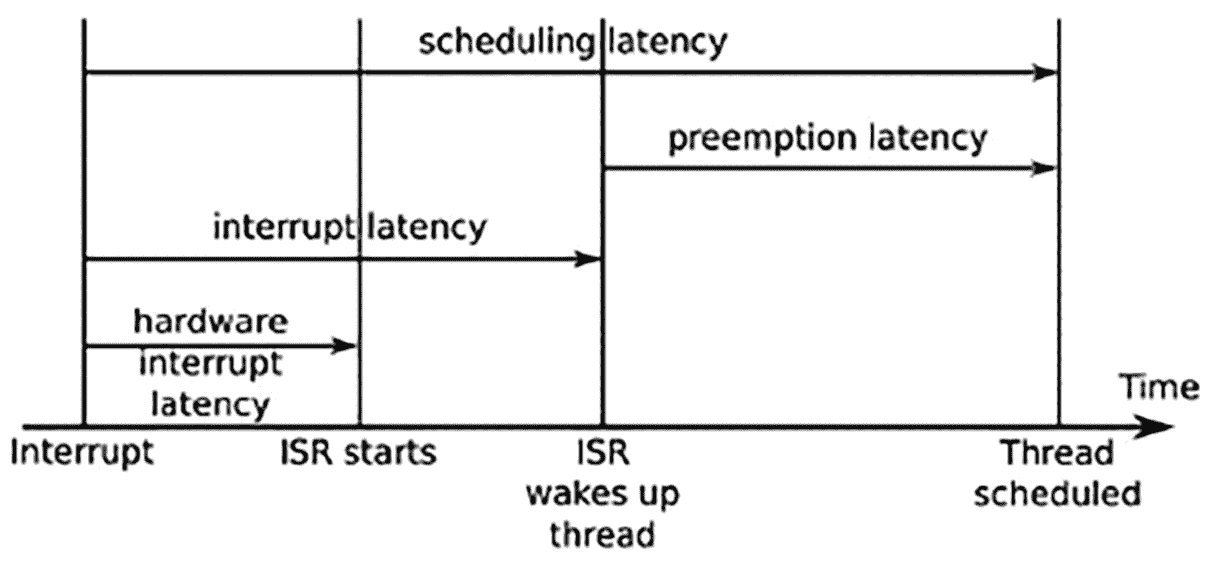 scheduling latency
preemption latency
interrupt latency
hardware
interrupt
latency
Time
Interrupt
ISR starts
ISR
wakes up
thread
Thread
scheduled